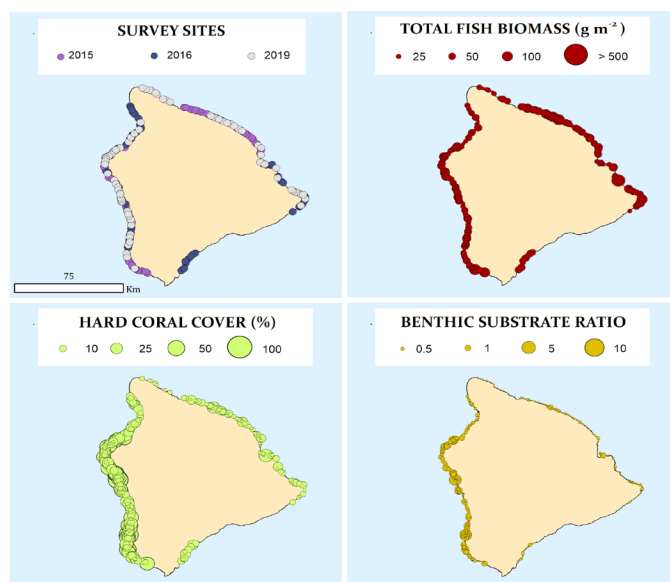 SURVEY SITES
2015 2016 2019
75
Km
TOTAL FISH BIOMASS (g m⁻²)
25 50 100 > 500
HARD CORAL COVER (%)
10 25 50 100
BENTHIC SUBSTRATE RATIO
0.5 1 5 10